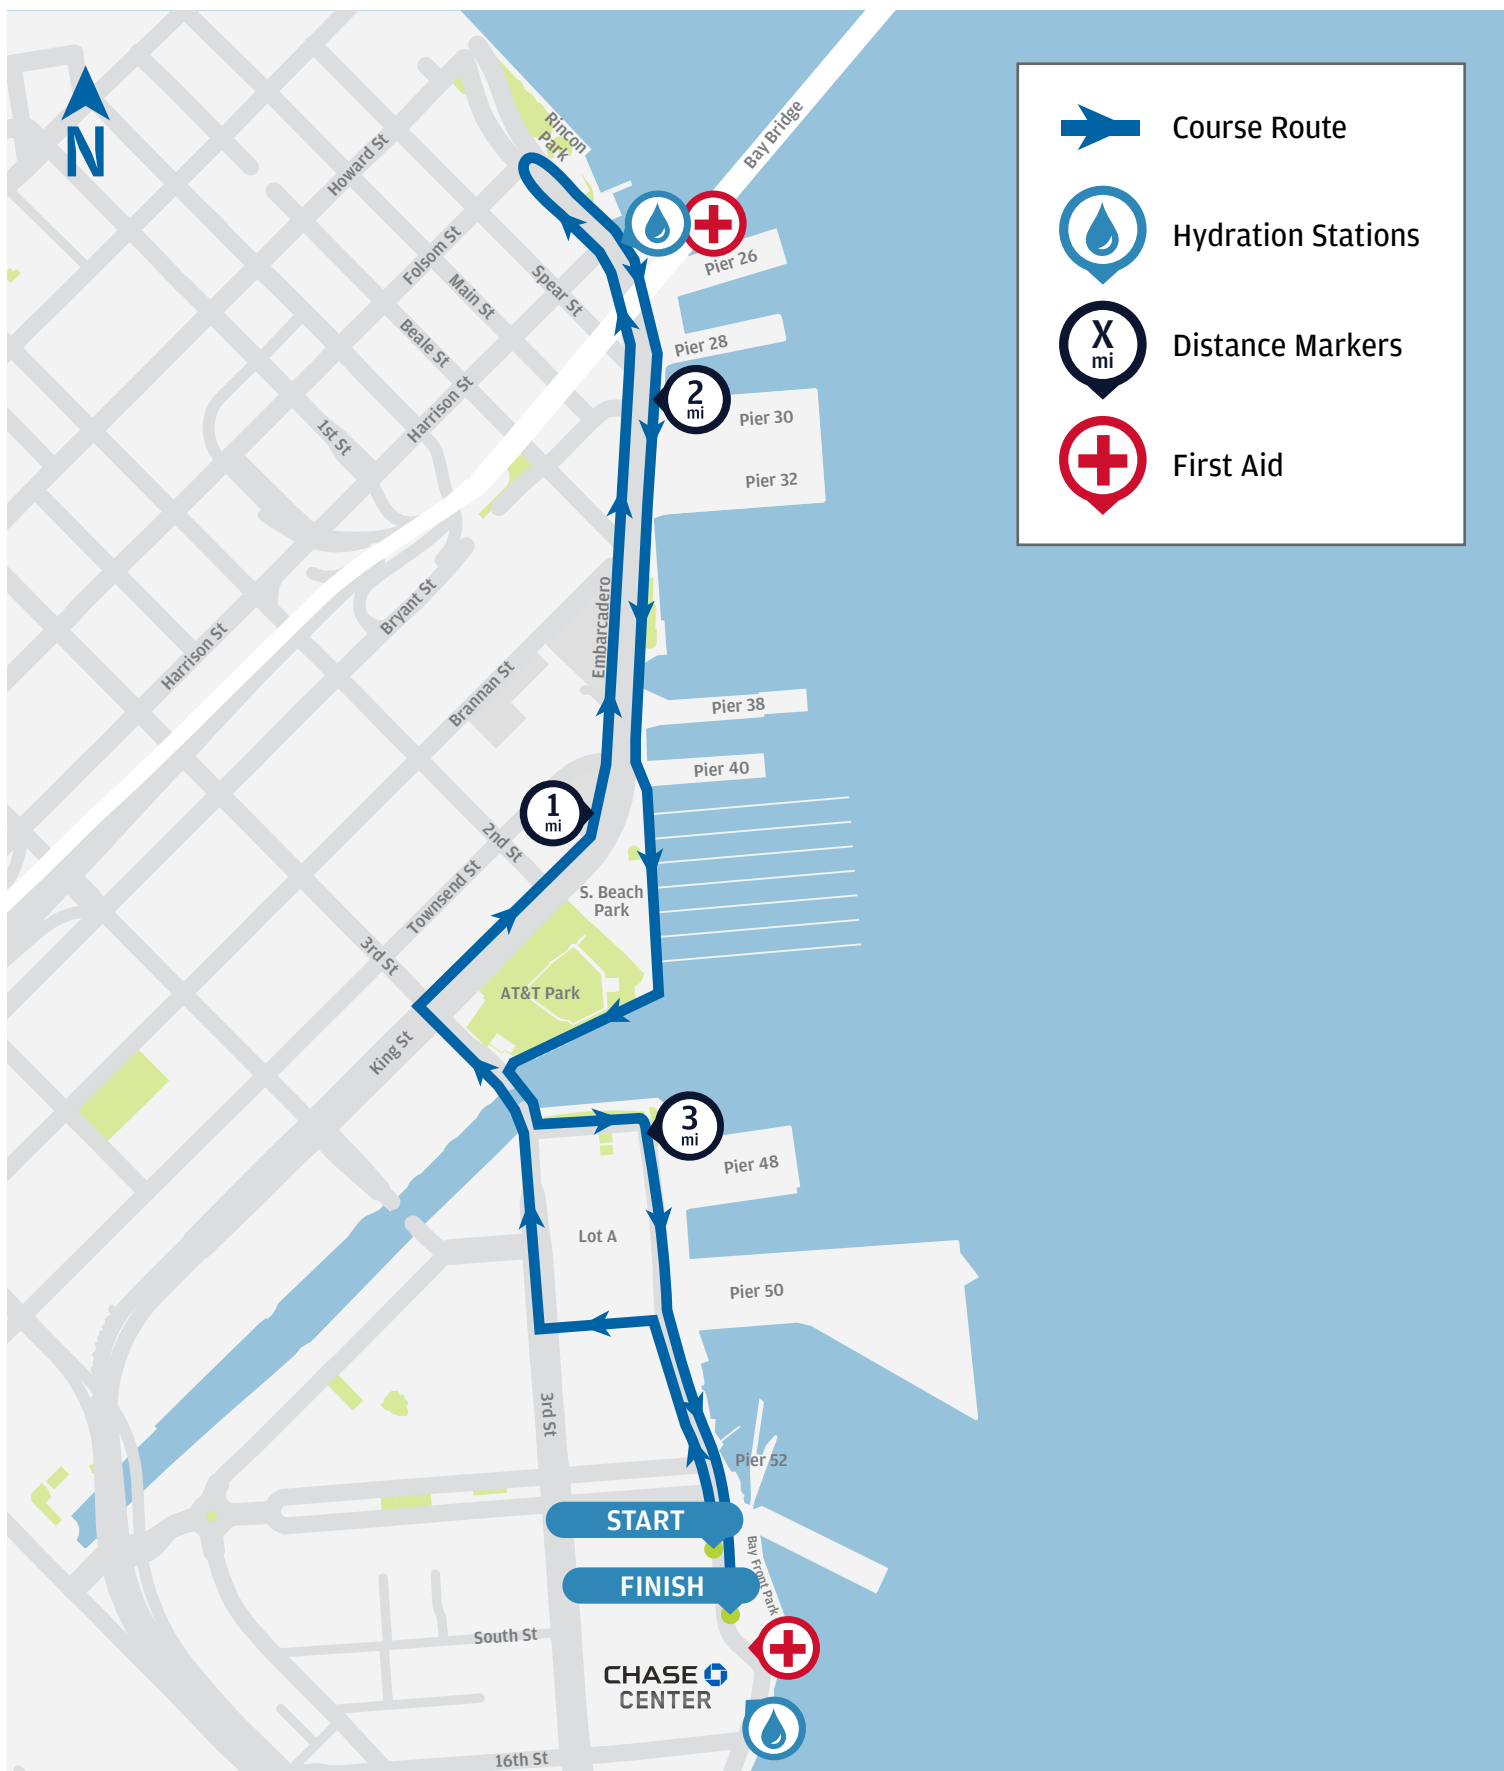 N
Course Route
Hydration Stations
X
mi
Distance Markers
First Aid
Rincon
Park
Bay Bridge
Howard St
Folsom St
Main St
Spear St
Beale St
Harrison St
1st St
Pier 26
Pier 28
2
mi
Pier 30
Pier 32
Embarcadero
Bryant St
Harrison St
Brannan St
Pier 38
Pier 40
1
mi
2nd St
Townsend St
S. Beach
Park
3rd St
AT&T Park
King St
3
mi
Pier 48
Lot A
Pier 50
3rd St
Pier 52
START
Bay Front Park
FINISH
South St
CHASE
CENTER
16th St